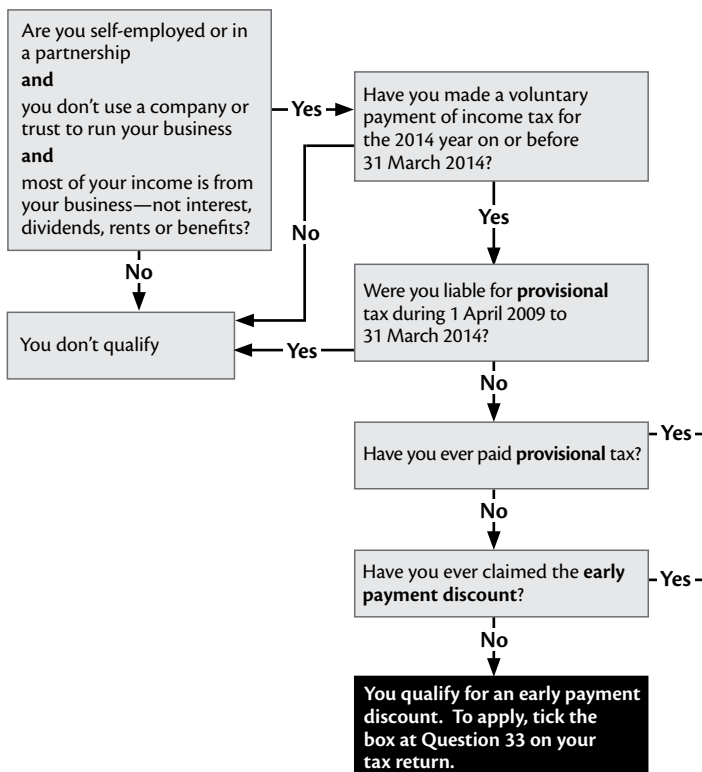 Are you self-employed or in
a partnership
and
you don’t use a company or
trust to run your business
and
most of your income is from
your business—not interest,
dividends, rents or benefits?
Yes
Have you made a voluntary
payment of income tax for
the 2014 year on or before
31 March 2014?
No
No
Yes
You don’t qualify
Were you liable for provisional
tax during 1 April 2009 to
31 March 2014?
Yes
No
Have you ever paid provisional tax?
Yes
No
Have you ever claimed the early
payment discount?
Yes
No
You qualify for an early payment
discount. To apply, tick the
box at Question 33 on your
tax return.